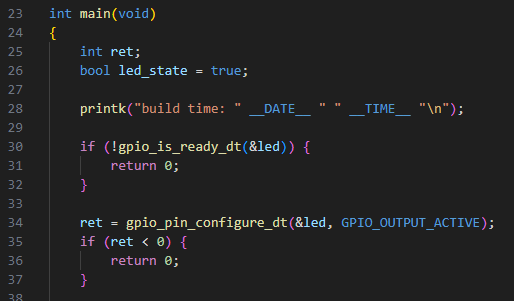 23 int main(void)
24 {
25     int ret;
26     bool led_state = true;
27
28     printk("build time: " __DATE__ " " __TIME__ "\n");
29
30     if (!gpio_is_ready_dt(&led)) {
31         return 0;
32     }
33
34     ret = gpio_pin_configure_dt(&led, GPIO_OUTPUT_ACTIVE);
35     if (ret < 0) {
36         return 0;
37     }
38